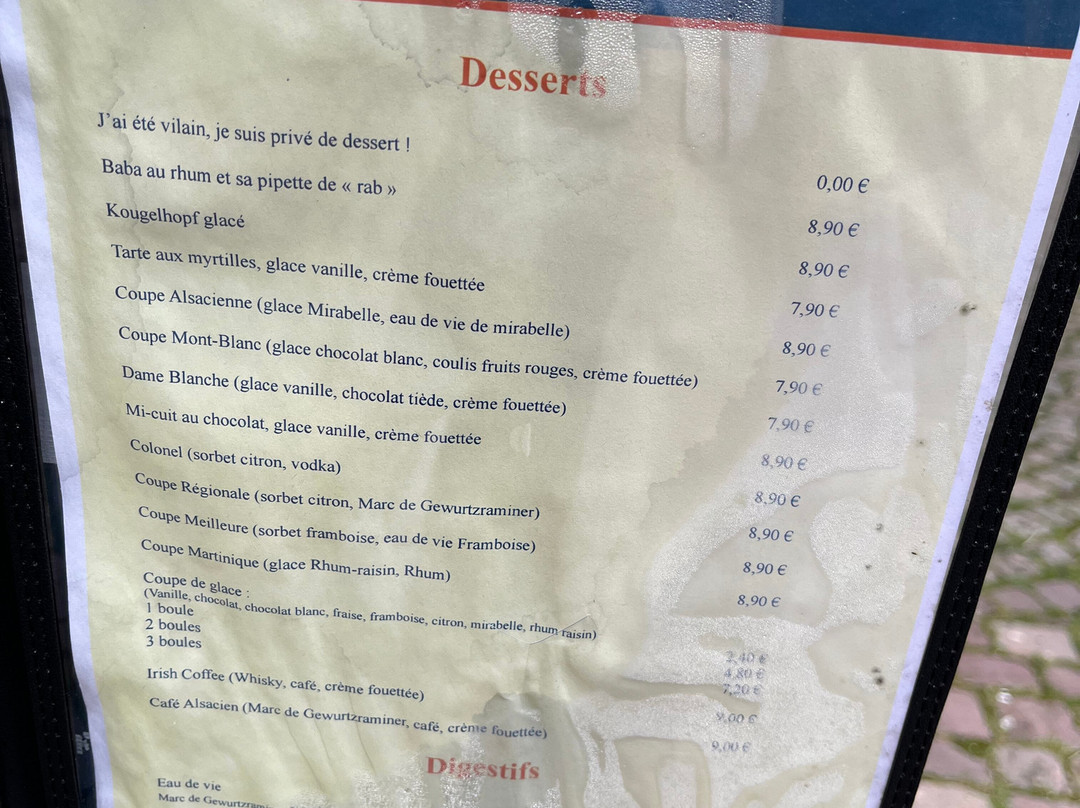 Desserts
J'ai été vilain, je suis privé de dessert ! 0,00 €
Baba au rhum et sa pipette de « rab » 8,90 €
Kougelhopf glacé 8,90 €
Tarte aux myrtilles, glace vanille, crème fouettée 7,90 €
Coupe Alsacienne (glace Mirabelle, eau de vie de mirabelle) 8,90 €
Coupe Mont-Blanc (glace chocolat blanc, coulis fruits rouges, crème fouettée) 7,90 €
Dame Blanche (glace vanille, chocolat tiède, crème fouettée) 7,90 €
Mi-cuit au chocolat, glace vanille, crème fouettée 8,90 €
Colonel (sorbet citron, vodka) 8,90 €
Coupe Régionale (sorbet citron, Marc de Gewurtzraminer) 8,90 €
Coupe Meilleure (sorbet framboise, eau de vie Framboise) 8,90 €
Coupe Martinique (glace Rhum-raisin, Rhum) 8,90 €
Coupe de glace :
(Vanille, chocolat, chocolat blanc, fraise, framboise, citron, mirabelle, rhum raisin)
1 boule 2,40 €
2 boules 4,80 €
3 boules 7,20 €
Irish Coffee (Whisky, café, crème fouettée) 9,00 €
Café Alsacien (Marc de Gewurtzraminer, café, crème fouettée) 9,00 €
Digestifs
Eau de vie
Marc de